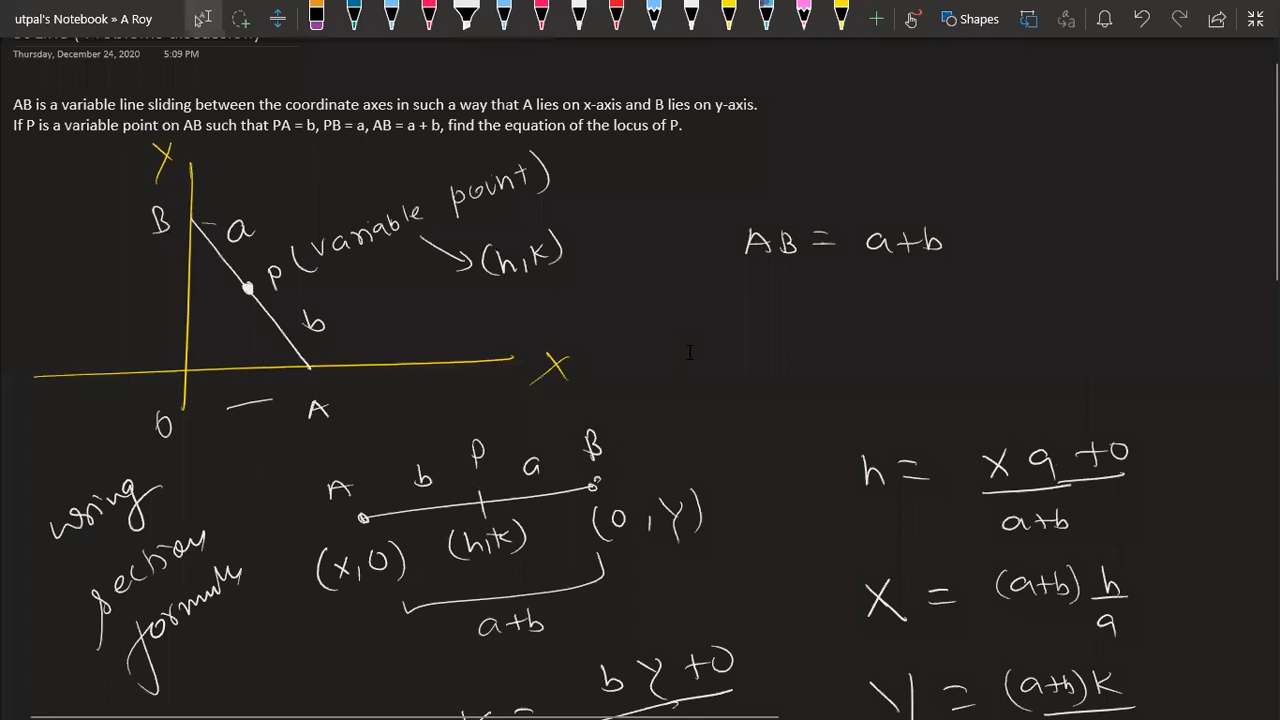 utpal's Notebook » A Roy
Shapes
Thursday, December 24, 2020 5:09 PM
AB is a variable line sliding between the coordinate axes in such a way that A lies on x-axis and B lies on y-axis.
If P is a variable point on AB such that PA = b, PB = a, AB = a + b, find the equation of the locus of P.
Y
B
a
P (variable point)
(h,k)
b
X
O
A
AB = a+b
using
section
formula
A b P a B
(x,0) (h,k) (0,Y)
a+b
h = x a +0
a+b
X = (a+b) h
a
bY +0
Y = (a+b)k